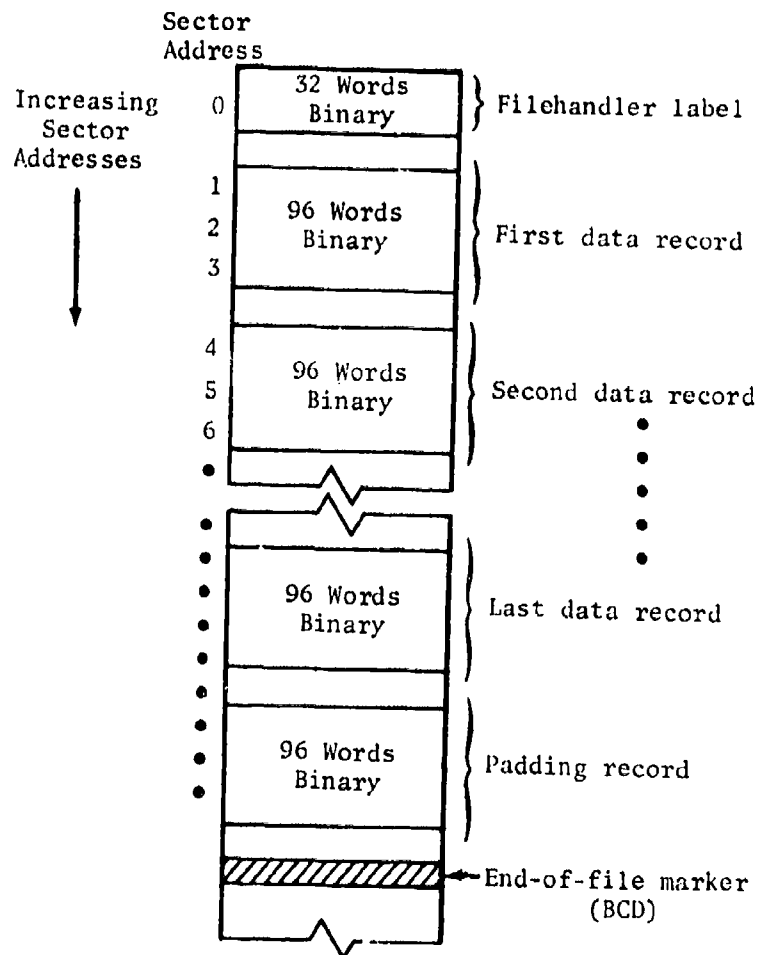 Sector
Address
Increasing
Sector
Addresses
0
32 Words
Binary
Filehandler label
1
2
3
96 Words
Binary
First data record
4
5
6
96 Words
Binary
Second data record
96 Words
Binary
Last data record
96 Words
Binary
Padding record
End-of-file marker
(BCD)